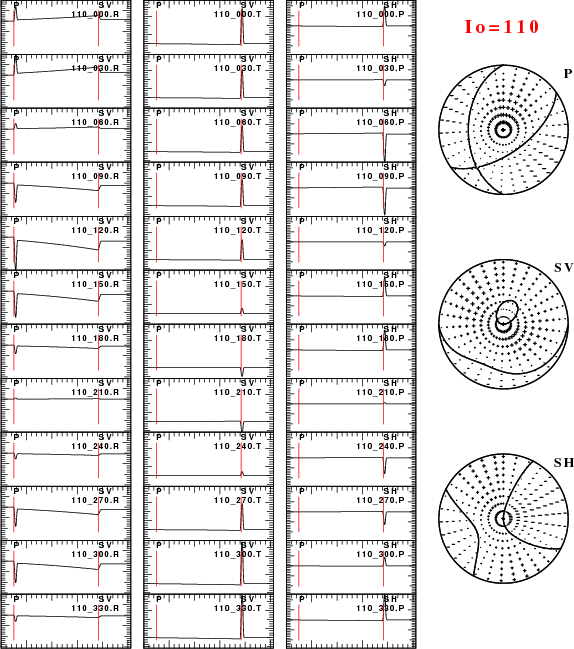 P SV P SV P SH Io=110
110_000.R 110_000.T 110_000.P
P SV P SV P SH
110_030.R 110_030.T 110_030.P
P
P SV P SV P SH
110_060.R 110_060.T 110_060.P
P SV P SV P SH
110_090.R 110_090.T 110_090.P
P SV P SV P SH
110_120.R 110_120.T 110_120.P
SV
P SV P SV P SH
110_150.R 110_150.T 110_150.P
P SV P SV P SH
110_180.R 110_180.T 110_180.P
P SV P SV P SH
110_210.R 110_210.T 110_210.P
P SV P SV P SH
110_240.R 110_240.T 110_240.P
SH
P SV P SV P SH
110_270.R 110_270.T 110_270.P
P SV P SV P SH
110_300.R 110_300.T 110_300.P
P SV P SV P SH
110_330.R 110_330.T 110_330.P